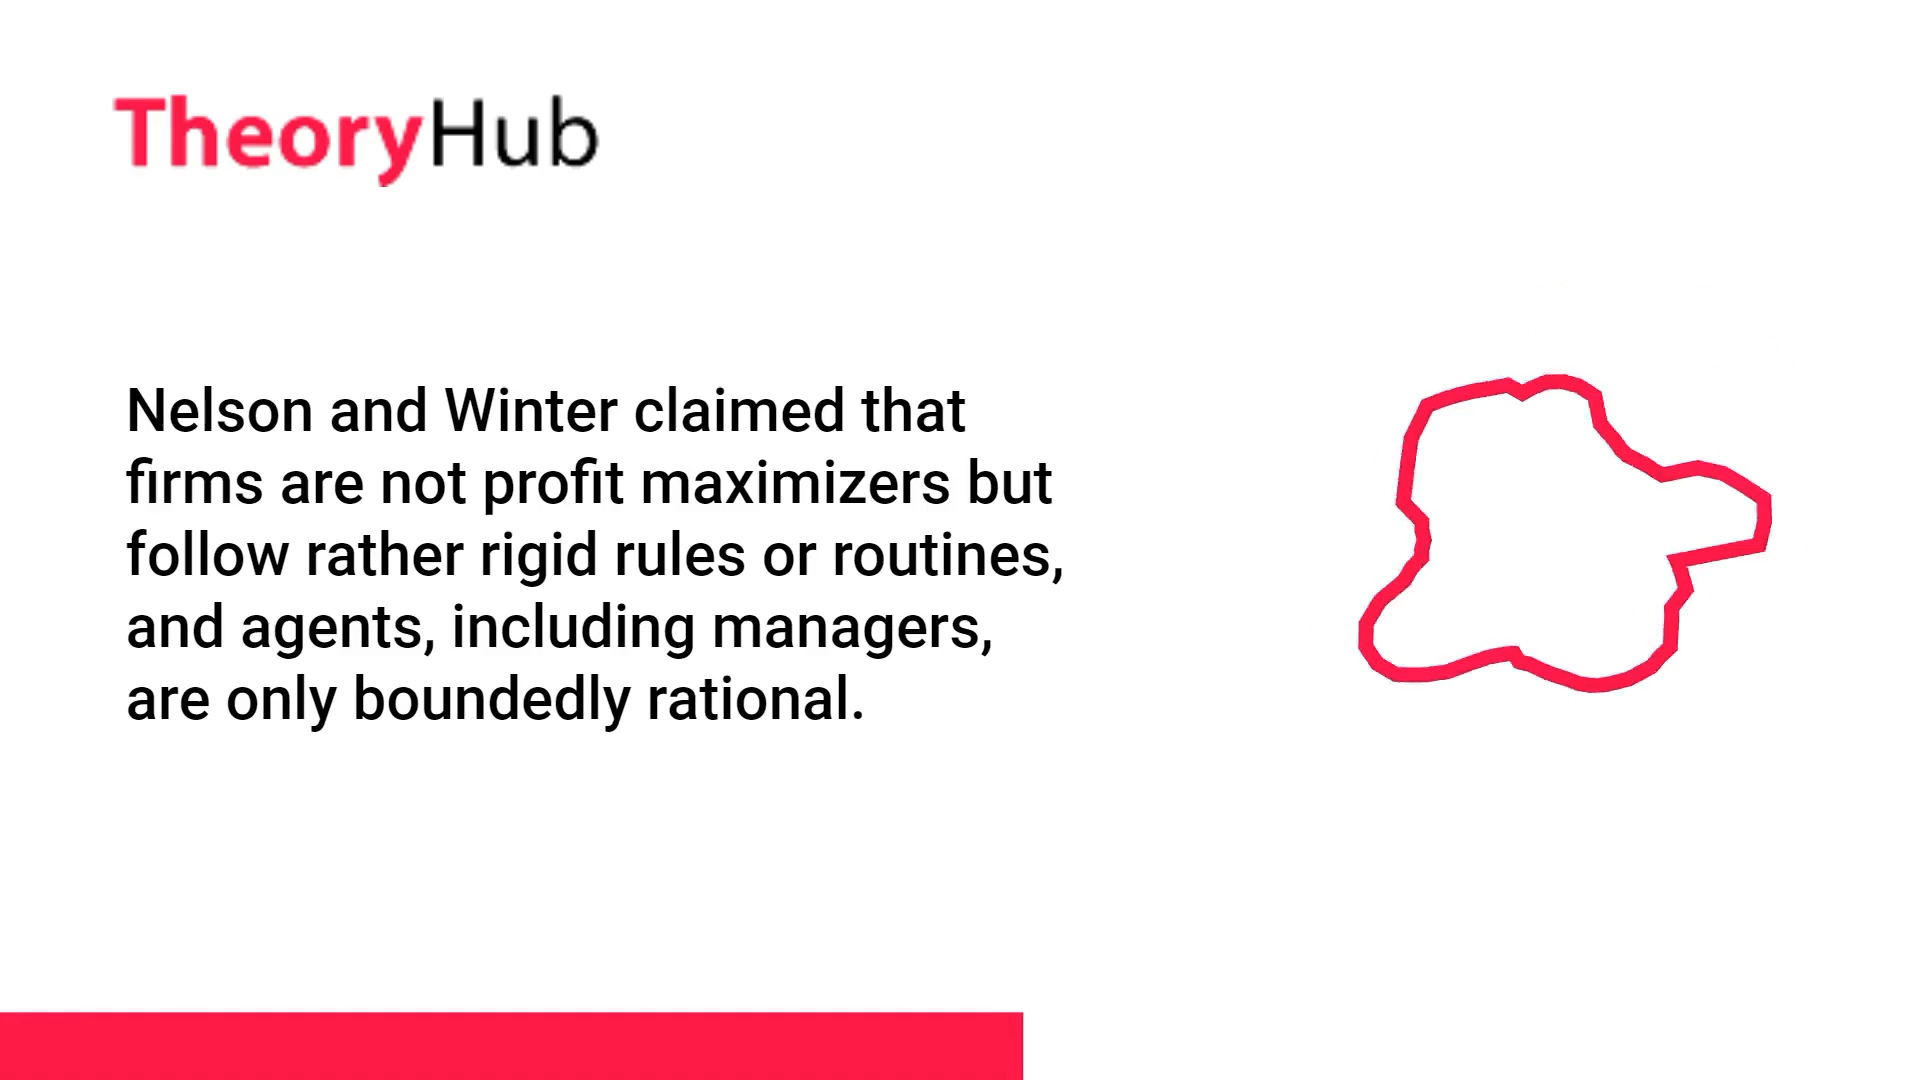 TheoryHub
Nelson and Winter claimed that
firms are not profit maximizers but
follow rather rigid rules or routines,
and agents, including managers,
are only boundedly rational.